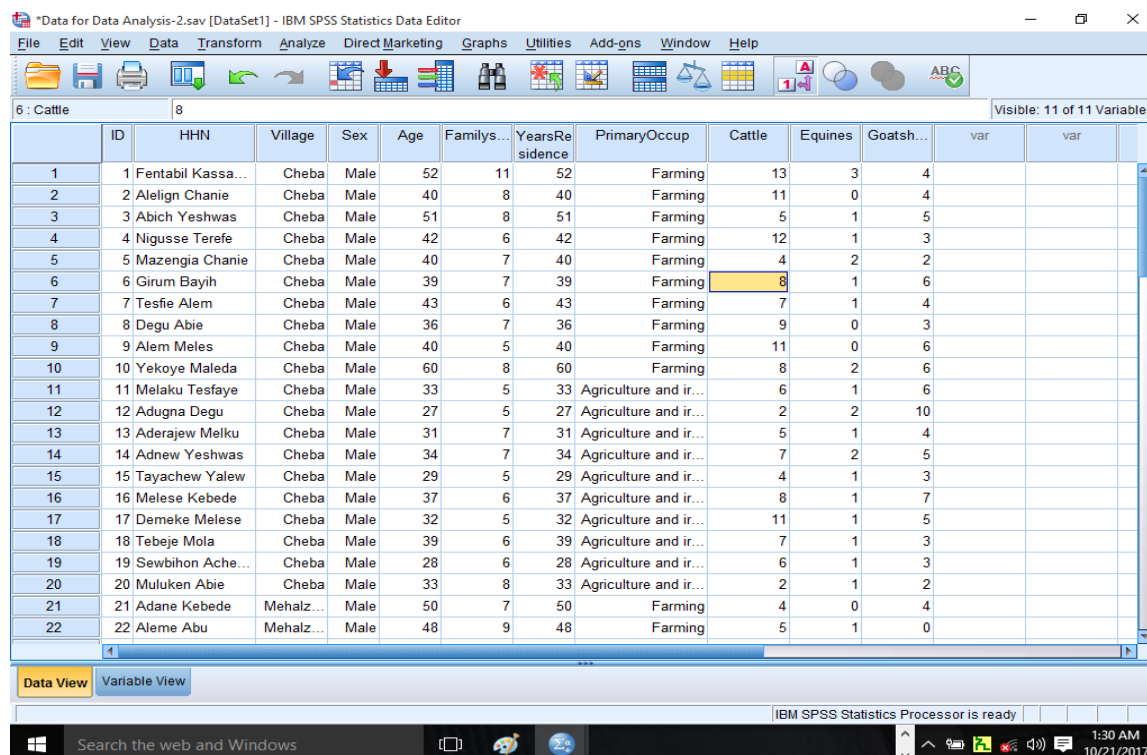 *Data for Data Analysis-2.sav [DataSet1] - IBM SPSS Statistics Data Editor
File Edit View Data Transform Analyze Direct Marketing Graphs Utilities Add-ons Window Help
6 : Cattle 8 Visible: 11 of 11 Variable
ID HHN Village Sex Age Familys... YearsRe PrimaryOccup Cattle Equines Goatsh... var var
sidence
1 1 Fentabil Kassa... Cheba Male 52 11 52 Farming 13 3 4
2 2 Alelign Chanie Cheba Male 40 8 40 Farming 11 0 4
3 3 Abich Yeshwas Cheba Male 51 8 51 Farming 5 1 5
4 4 Nigusse Terefe Cheba Male 42 6 42 Farming 12 1 3
5 5 Mazengia Chanie Cheba Male 40 7 40 Farming 4 2 2
6 6 Girum Bayih Cheba Male 39 7 39 Farming 8 1 6
7 7 Tesfie Alem Cheba Male 43 6 43 Farming 7 1 4
8 8 Degu Abie Cheba Male 36 7 36 Farming 9 0 3
9 9 Alem Meles Cheba Male 40 5 40 Farming 11 0 6
10 10 Yekoye Maleda Cheba Male 60 8 60 Farming 8 2 6
11 11 Melaku Tesfaye Cheba Male 33 5 33 Agriculture and ir... 6 1 6
12 12 Adugna Degu Cheba Male 27 5 27 Agriculture and ir... 2 2 10
13 13 Aderajew Melku Cheba Male 31 7 31 Agriculture and ir... 5 1 4
14 14 Adnew Yeshwas Cheba Male 34 7 34 Agriculture and ir... 7 2 5
15 15 Tayachew Yalew Cheba Male 29 5 29 Agriculture and ir... 4 1 3
16 16 Melese Kebede Cheba Male 37 6 37 Agriculture and ir... 8 1 7
17 17 Demeke Melese Cheba Male 32 5 32 Agriculture and ir... 11 1 5
18 18 Tebeje Mola Cheba Male 39 6 39 Agriculture and ir... 7 1 3
19 19 Sewbihon Ache... Cheba Male 28 6 28 Agriculture and ir... 6 1 3
20 20 Muluken Abie Cheba Male 33 8 33 Agriculture and ir... 2 1 2
21 21 Adane Kebede Mehalz... Male 50 7 50 Farming 4 0 4
22 22 Aleme Abu Mehalz... Male 48 9 48 Farming 5 1 0
Data View Variable View
IBM SPSS Statistics Processor is ready
Search the web and Windows
1:30 AM
10/21/2017